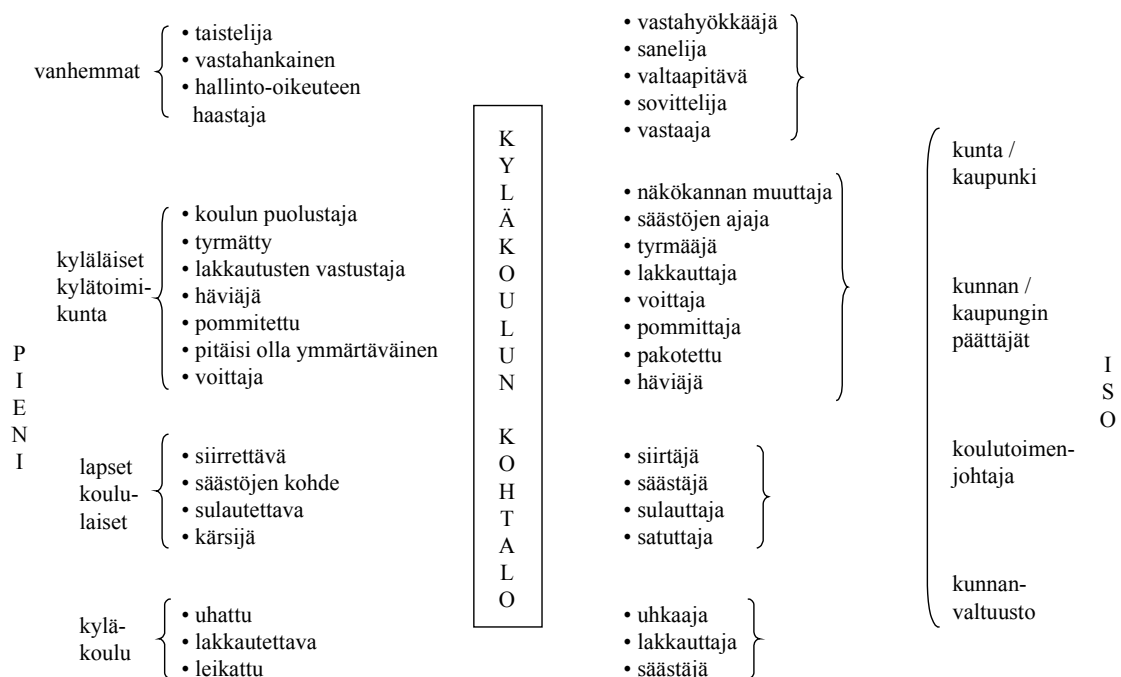 PIENI
vanhemmat
• taistelija
• vastahankainen
• hallinto-oikeuteen
haastaja
kyläläiset
kylätoimi-
kunta
• koulun puolustaja
• tyrmätty
• lakkautusten vastustaja
• häviäjä
• pommitettu
• pitäisi olla ymmärtäväinen
• voittaja
lapset
koulu-
laiset
• siirrettävä
• säästöjen kohde
• sulautettava
• kärsijä
kylä-
koulu
• uhattu
• lakkautettava
• leikattu
KYLÄKOULUN KOHTALO
• vastahyökkääjä
• sanelija
• valtaapitävä
• sovittelija
• vastaaja
• näkökannan muuttaja
• säästöjen ajaja
• tyrmääjä
• lakkauttaja
• voittaja
• pommittaja
• pakotettu
• häviäjä
• siirtäjä
• säästäjä
• sulauttaja
• satuttaja
• uhkaaja
• lakkauttaja
• säästäjä
kunta /
kaupunki
kunnan /
kaupungin
päättäjät
koulutoimen-
johtaja
kunnan-
valtuusto
ISO